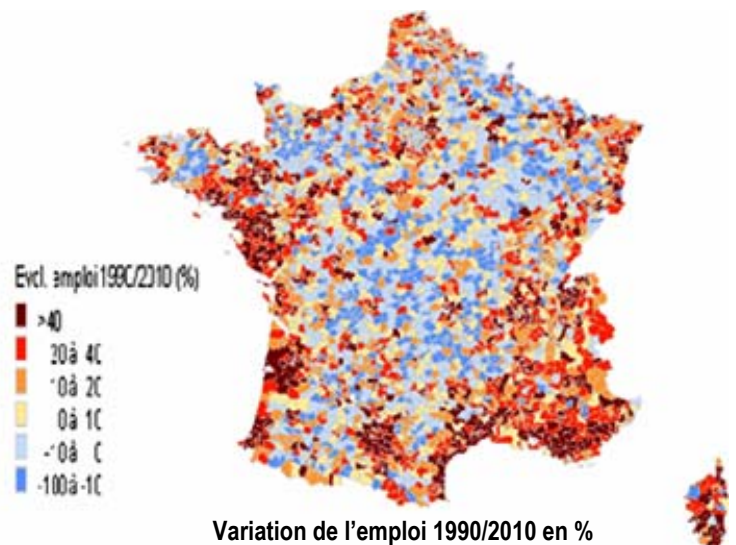 Evcl. emploi 1990/2010 (%)
>40
20 à 40
10 à 20
0 à 10
-10 à 0
-100 à -10
Variation de l'emploi 1990/2010 en %